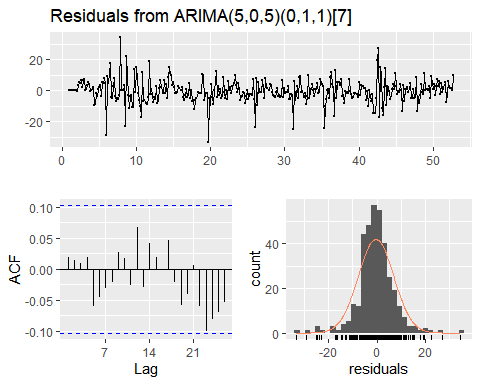 Residuals from ARIMA(5,0,5)(0,1,1)[7]
20
0
-20
0 10 20 30 40 50
0.10
0.05
0.00
-0.05
-0.10
ACF
7 14 21
Lag
40
20
0
count
-20 0 20
residuals